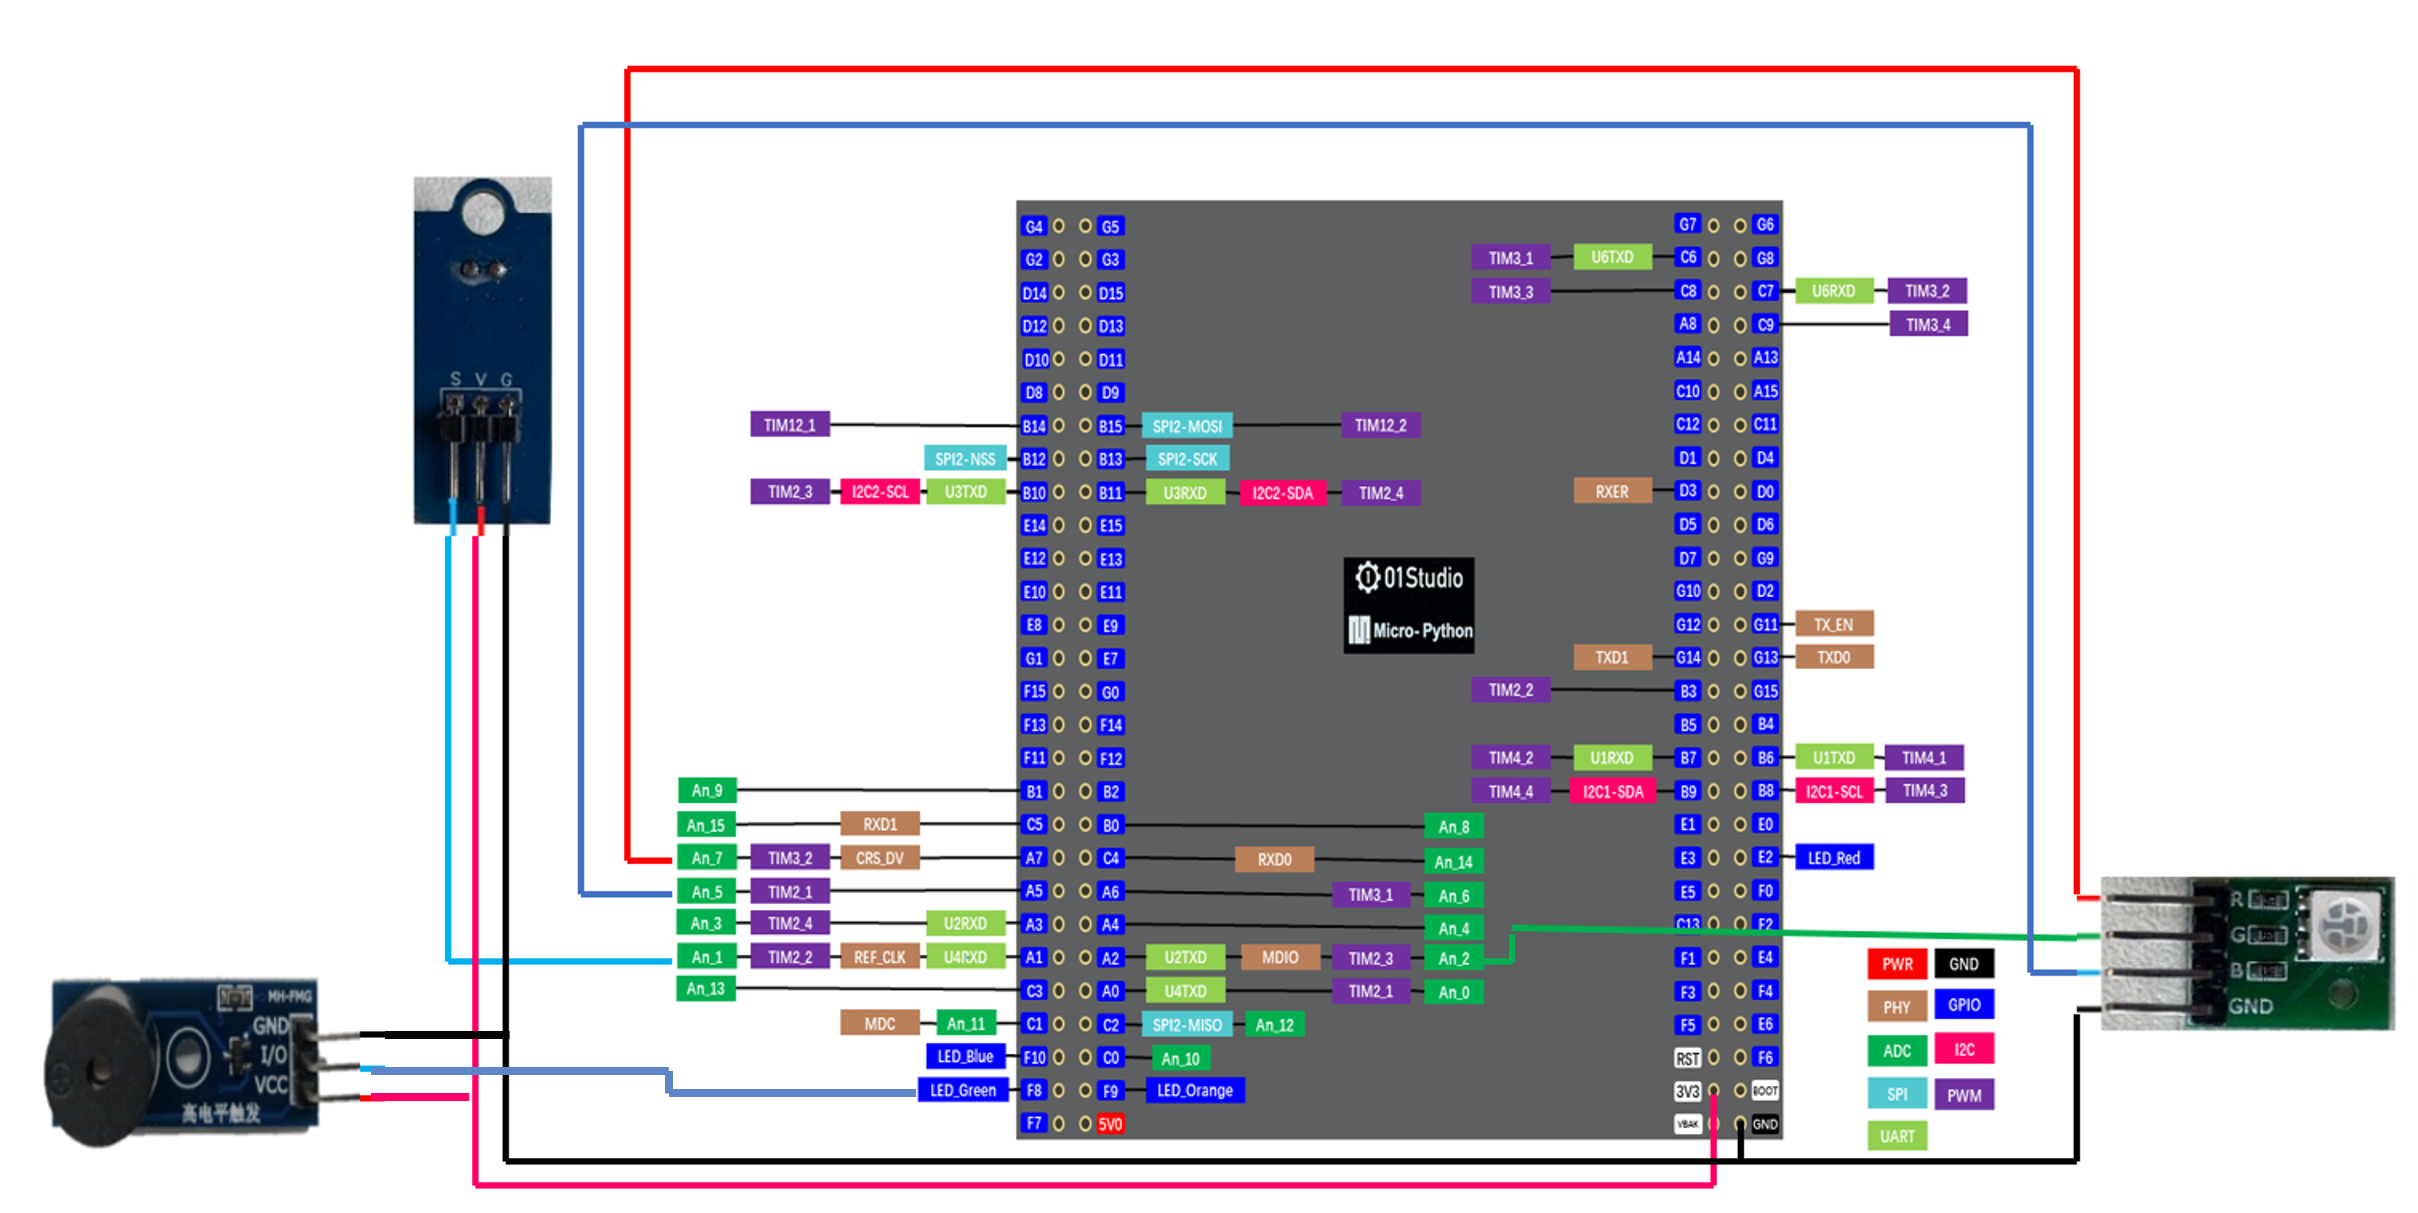 G4 G5 G7 G6
G2 G3 TIM3_1 U6TXD C6 G8
D14 D15 TIM3_3 C8 C7 U6RXD TIM3_2
D12 D13 A8 C9 TIM3_4
D10 D11 A14 A13
S V G
D8 D9 C10 A15
TIM12_1 B14 B15 SPI2-MOSI TIM12_2 C12 C11
SPI2-NSS B12 B13 SPI2-SCK D1 D4
TIM2_3 I2C2-SCL U3TXD B10 B11 U3RXD I2C2-SDA TIM2_4 RXER D3 D0
E14 E15 D5 D6
E12 E13 D7 G9
01Studio
E10 E11 G10 D2
E8 E9 G12 G11 TX_EN
Micro-Python
G1 E7 TXD1 G14 G13 TXD0
F15 G0 TIM2_2 B3 G15
F13 F14 B5 B4
F11 F12 TIM4_2 U1RXD B7 B6 U1TXD TIM4_1
An_9 B1 B2 TIM4_4 I2C1-SDA B9 B8 I2C1-SCL TIM4_3
An_15 RXD1 C5 B0 An_8 E1 E0
An_7 TIM3_2 CRS_DV A7 C4 RXD0 An_14 E3 E2 LED_Red
An_5 TIM2_1 A5 A6 TIM3_1 An_6 E5 F0
An_3 TIM2_4 U2RXD A3 A4 An_4 C13 F2
An_1 TIM2_2 REF_CLK U4RXD A1 A2 U2TXD MDIO TIM2_3 An_2 F1 E4
An_13 C3 A0 U4TXD TIM2_1 An_0 F3 F4
MDC An_11 C1 C2 SPI2-MISO An_12 F5 E6
LED_Blue F10 C0 An_10 RST F6
LED_Green F8 F9 LED_Orange 3V3 BOOT
F7 5V0 VBAK GND
MH-FMG
GND
I/O
VCC
高电平触发
R
G
B
GND
PWR GND
PHY GPIO
ADC I2C
SPI PWM
UART